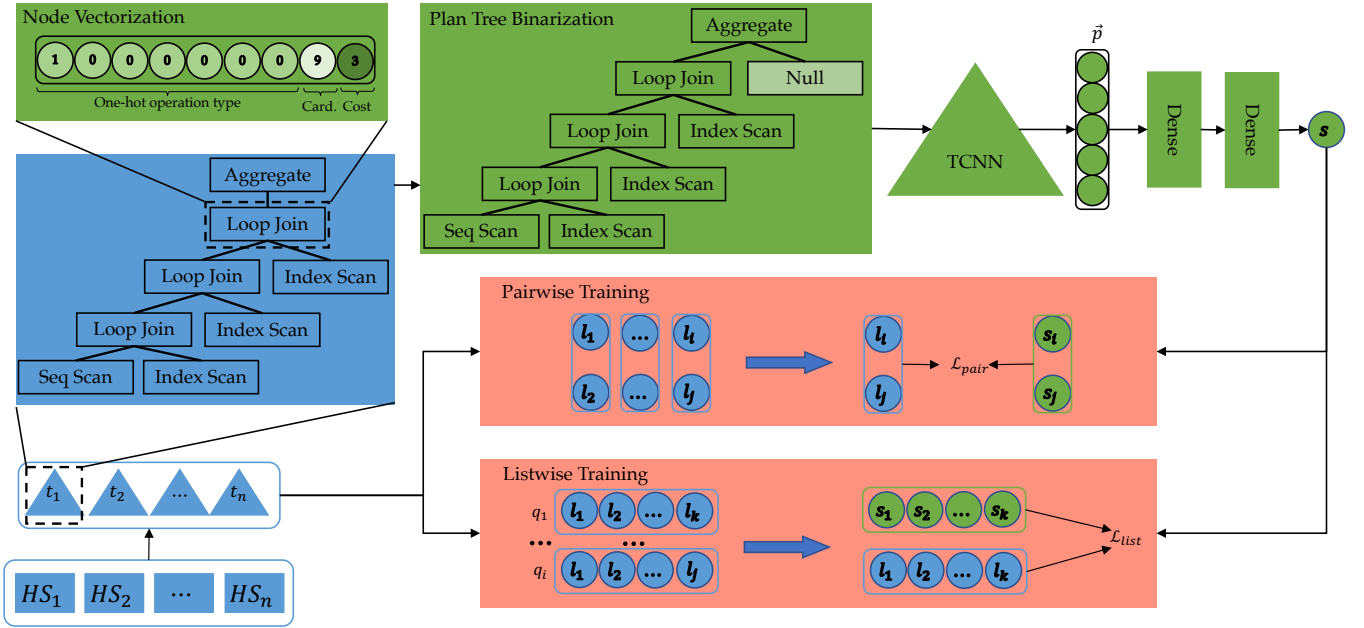 Node Vectorization
1 0 0 0 0 0 0 0 9 3
One-hot operation type Card. Cost
Plan Tree Binarization
Aggregate
Loop Join Null
Loop Join Index Scan
Loop Join Index Scan
Seq Scan Index Scan
TCNN
p⃗
Dense
Dense
s
Aggregate
Loop Join
Loop Join Index Scan
Loop Join Index Scan
Seq Scan Index Scan
t₁ t₂ ... tₙ
HS₁ HS₂ ... HSₙ
Pairwise Training
l₁ ... lᵢ
l₂ ... lⱼ
lᵢ
lⱼ
ℒ_pair
sᵢ
sⱼ
Listwise Training
q₁ l₁ l₂ ... lₖ
... ...
qᵢ l₁ l₂ ... lⱼ
s₁ s₂ ... sₖ
l₁ l₂ ... lₖ
ℒ_list